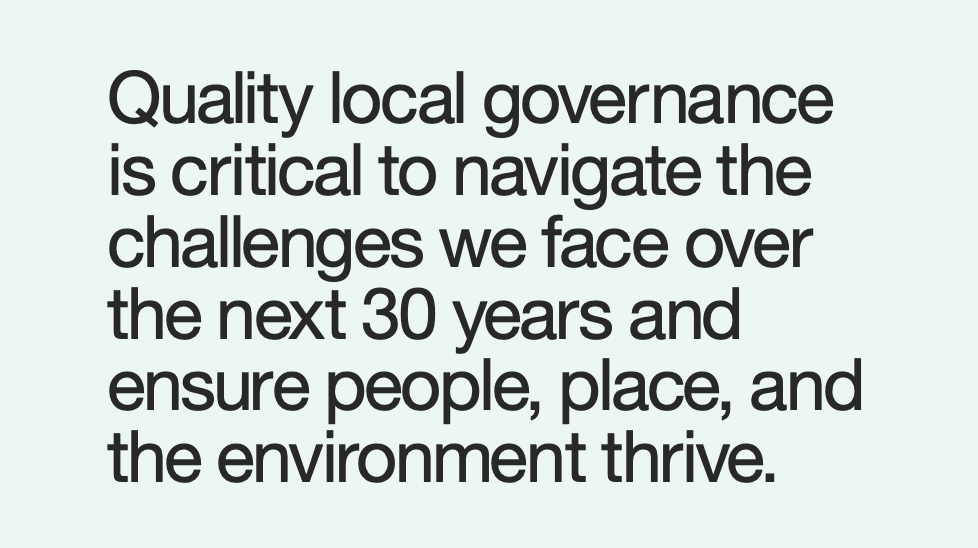 Quality local governance
is critical to navigate the
challenges we face over
the next 30 years and
ensure people, place, and
the environment thrive.